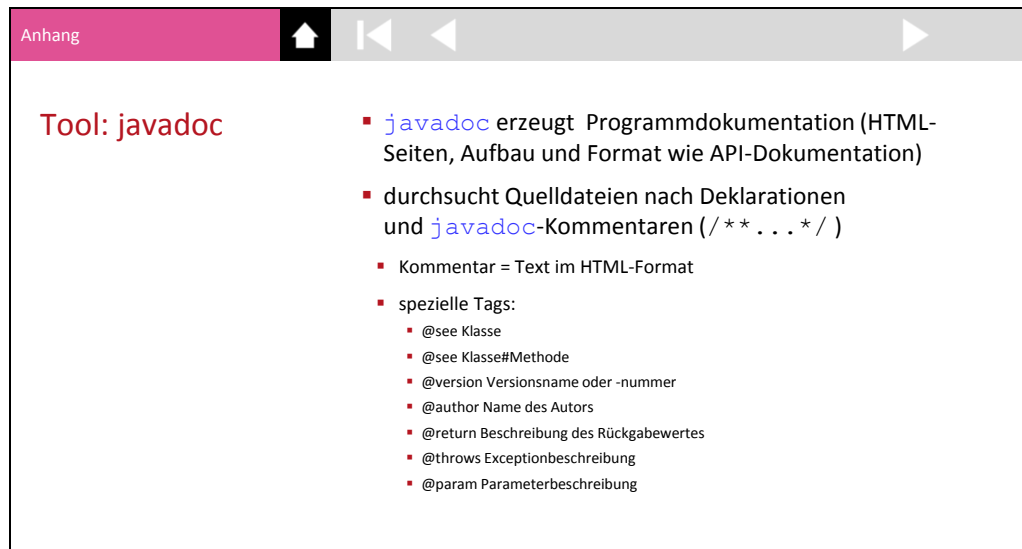 Anhang
Tool: javadoc
javadoc erzeugt Programmdokumentation (HTML-
Seiten, Aufbau und Format wie API-Dokumentation)
durchsucht Quelldateien nach Deklarationen
und javadoc-Kommentaren (/**...*/ )
Kommentar = Text im HTML-Format
spezielle Tags:
@see Klasse
@see Klasse#Methode
@version Versionsname oder -nummer
@author Name des Autors
@return Beschreibung des Rückgabewertes
@throws Exceptionbeschreibung
@param Parameterbeschreibung